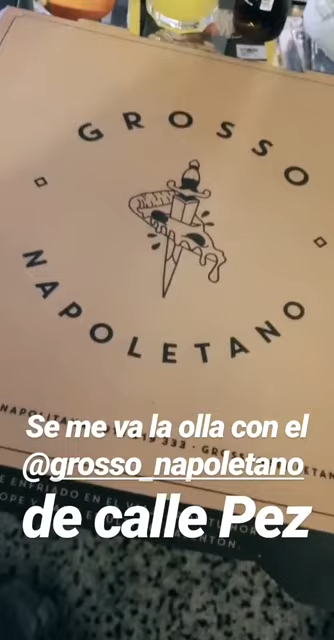 GROSSO
NAPOLETANO
Se me va la olla con el
@grosso_napoletano
de calle Pez